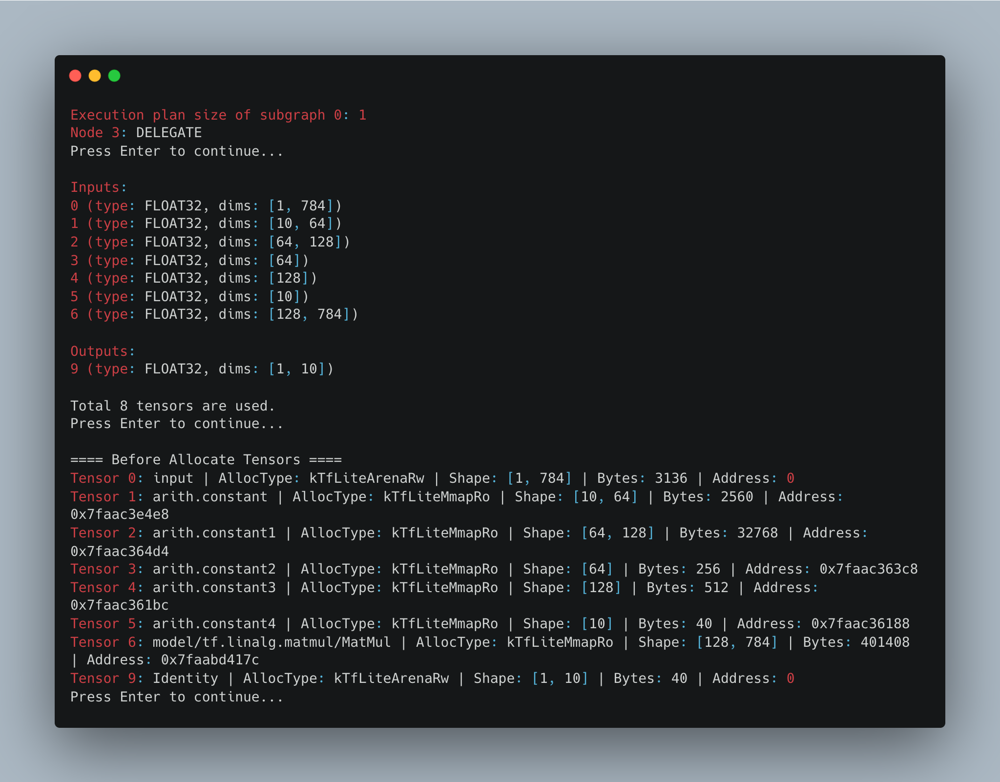 Execution plan size of subgraph 0: 1
Node 3: DELEGATE
Press Enter to continue...
Inputs:
0 (type: FLOAT32, dims: [1, 784])
1 (type: FLOAT32, dims: [10, 64])
2 (type: FLOAT32, dims: [64, 128])
3 (type: FLOAT32, dims: [64])
4 (type: FLOAT32, dims: [128])
5 (type: FLOAT32, dims: [10])
6 (type: FLOAT32, dims: [128, 784])
Outputs:
9 (type: FLOAT32, dims: [1, 10])
Total 8 tensors are used.
Press Enter to continue...
==== Before Allocate Tensors ====
Tensor 0: input | AllocType: kTfLiteArenaRw | Shape: [1, 784] | Bytes: 3136 | Address: 0
Tensor 1: arith.constant | AllocType: kTfLiteMmapRo | Shape: [10, 64] | Bytes: 2560 | Address:
0x7faac3e4e8
Tensor 2: arith.constant1 | AllocType: kTfLiteMmapRo | Shape: [64, 128] | Bytes: 32768 | Address:
0x7faac364d4
Tensor 3: arith.constant2 | AllocType: kTfLiteMmapRo | Shape: [64] | Bytes: 256 | Address: 0x7faac363c8
Tensor 4: arith.constant3 | AllocType: kTfLiteMmapRo | Shape: [128] | Bytes: 512 | Address:
0x7faac361bc
Tensor 5: arith.constant4 | AllocType: kTfLiteMmapRo | Shape: [10] | Bytes: 40 | Address: 0x7faac36188
Tensor 6: model/tf.linalg.matmul/MatMul | AllocType: kTfLiteMmapRo | Shape: [128, 784] | Bytes: 401408
| Address: 0x7faabd417c
Tensor 9: Identity | AllocType: kTfLiteArenaRw | Shape: [1, 10] | Bytes: 40 | Address: 0
Press Enter to continue...